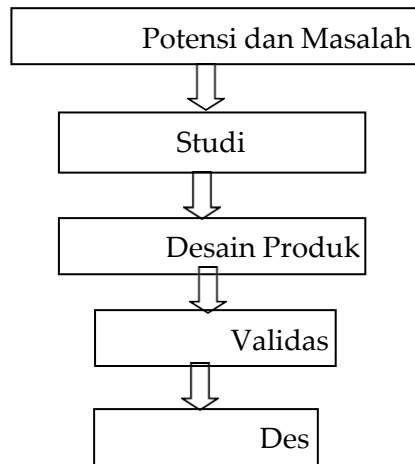 Potensi dan Masalah
Studi
Desain Produk
Validas
Des